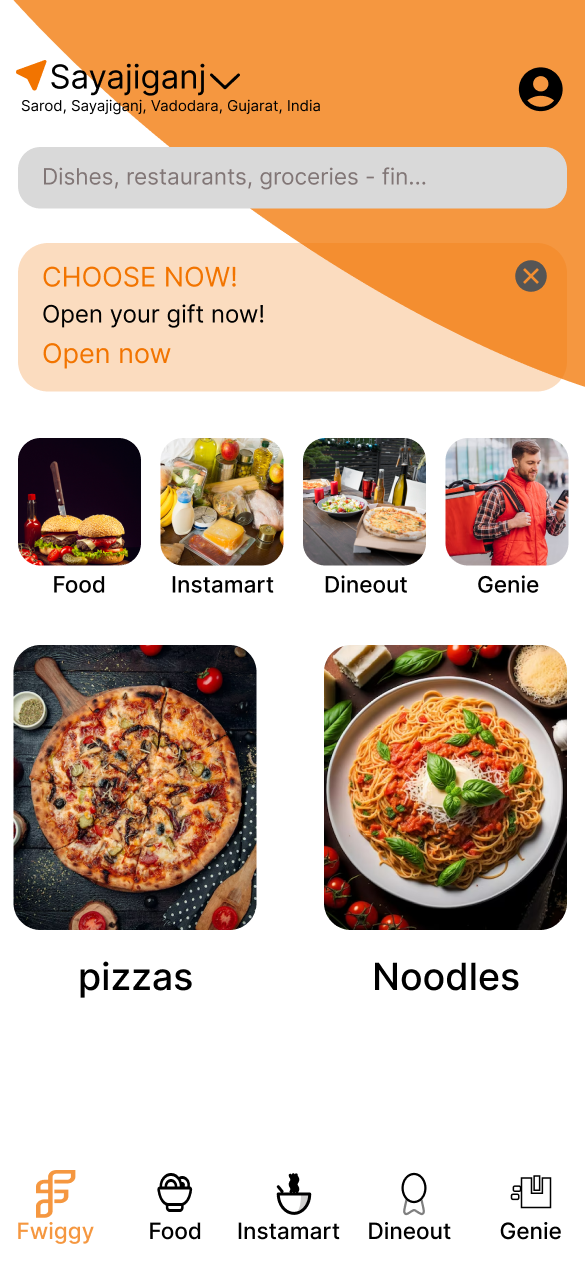 Sayajiganj
Sarod, Sayajiganj, Vadodara, Gujarat, India
Dishes, restaurants, groceries - fin...
CHOOSE NOW!
Open your gift now!
Open now
Food Instamart Dineout Genie
pizzas Noodles
Fwiggy Food Instamart Dineout Genie